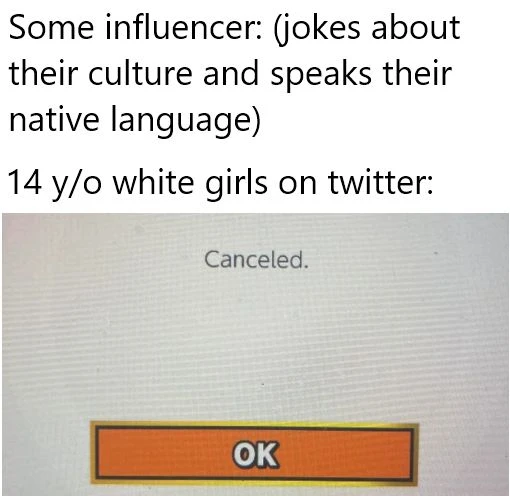 Some influencer: (jokes about
their culture and speaks their
native language)
14 y/o white girls on twitter:
Canceled.
OK